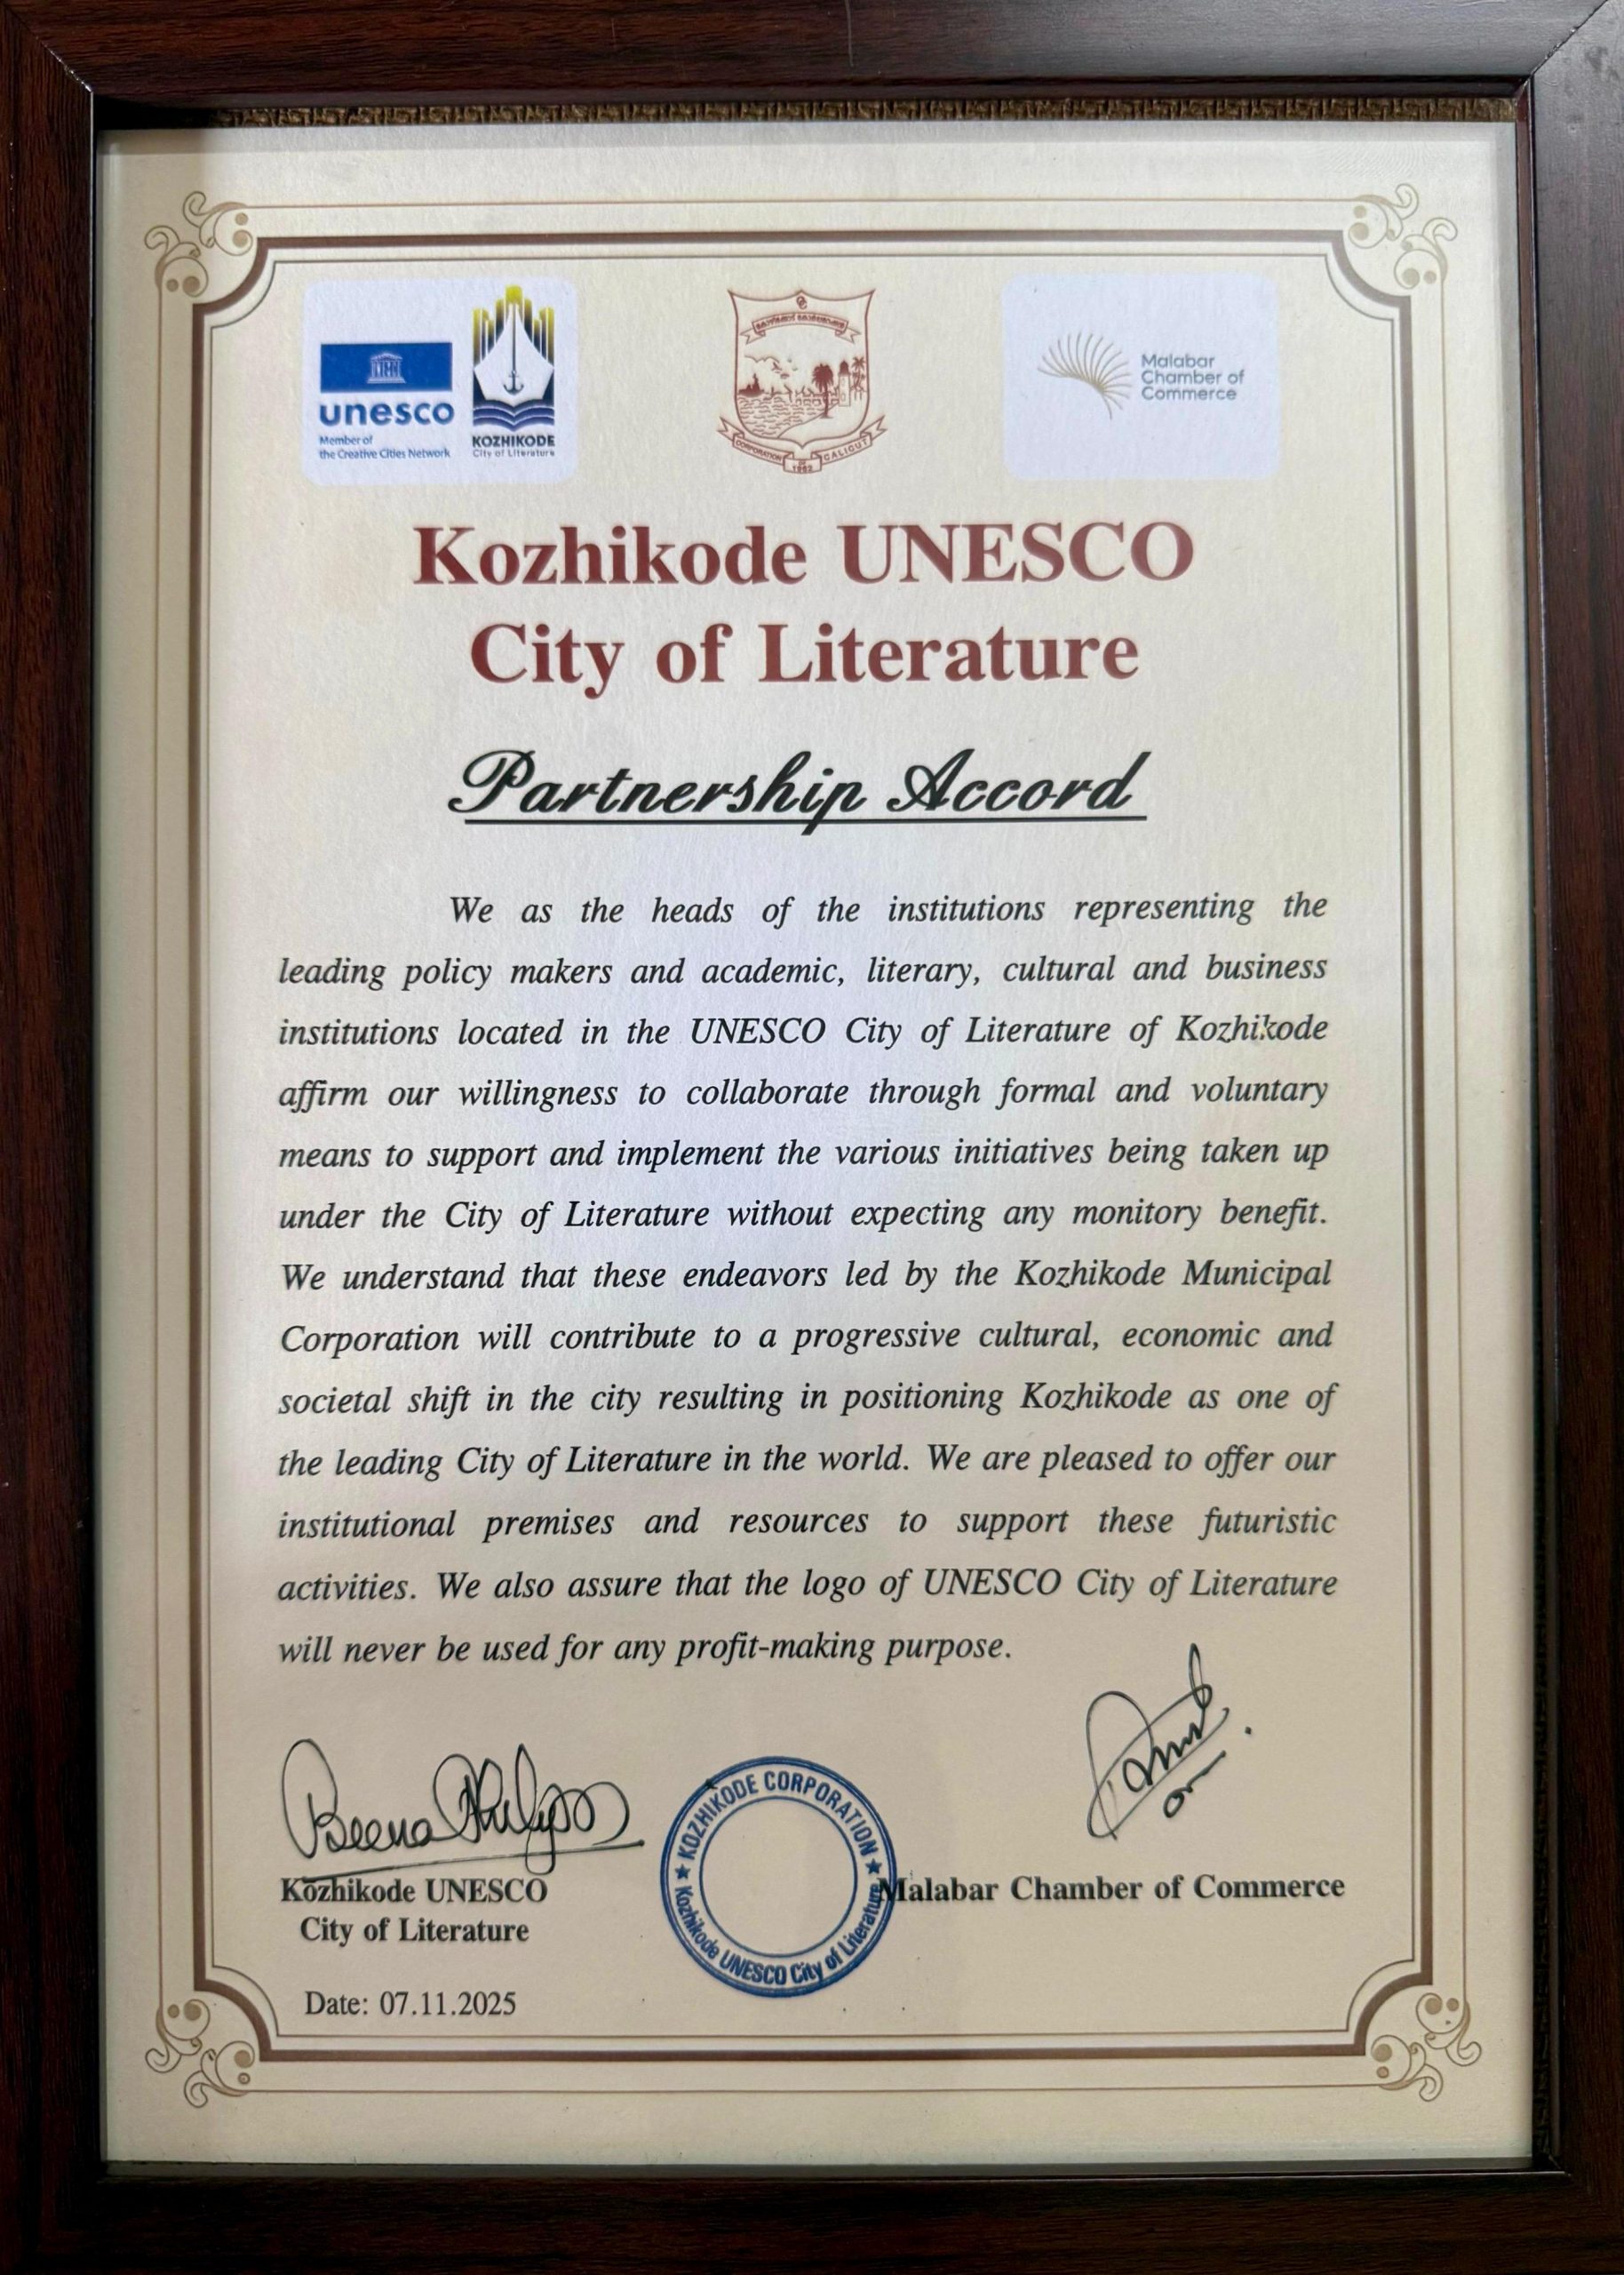 unesco
Member of
the Creative Cities Network
KOZHIKODE
City of Literature
CORPORATION OF CALICUT
1962
Malabar
Chamber of
Commerce
Kozhikode UNESCO
City of Literature
Partnership Accord
We as the heads of the institutions representing the
leading policy makers and academic, literary, cultural and business
institutions located in the UNESCO City of Literature of Kozhikode
affirm our willingness to collaborate through formal and voluntary
means to support and implement the various initiatives being taken up
under the City of Literature without expecting any monitory benefit.
We understand that these endeavors led by the Kozhikode Municipal
Corporation will contribute to a progressive cultural, economic and
societal shift in the city resulting in positioning Kozhikode as one of
the leading City of Literature in the world. We are pleased to offer our
institutional premises and resources to support these futuristic
activities. We also assure that the logo of UNESCO City of Literature
will never be used for any profit-making purpose.
Beena Philip
Kozhikode UNESCO
City of Literature
★ KOZHIKODE CORPORATION ★
Kozhikode UNESCO City of Literature
Malabar Chamber of Commerce
Date: 07.11.2025